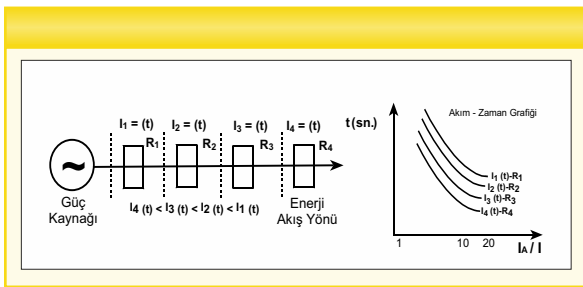 I1 = (t) I2 = (t) I3 = (t) I4 = (t)
R1 R2 R3 R4
~
Güç
Kaynağı
I4 (t) < I3 (t) < I2 (t) < I1 (t)
Enerji
Akış Yönü
t (sn.)
Akım - Zaman Grafiği
I1 (t)-R1
I2 (t)-R2
I3 (t)-R3
I4 (t)-R4
1 10 20
IA / I